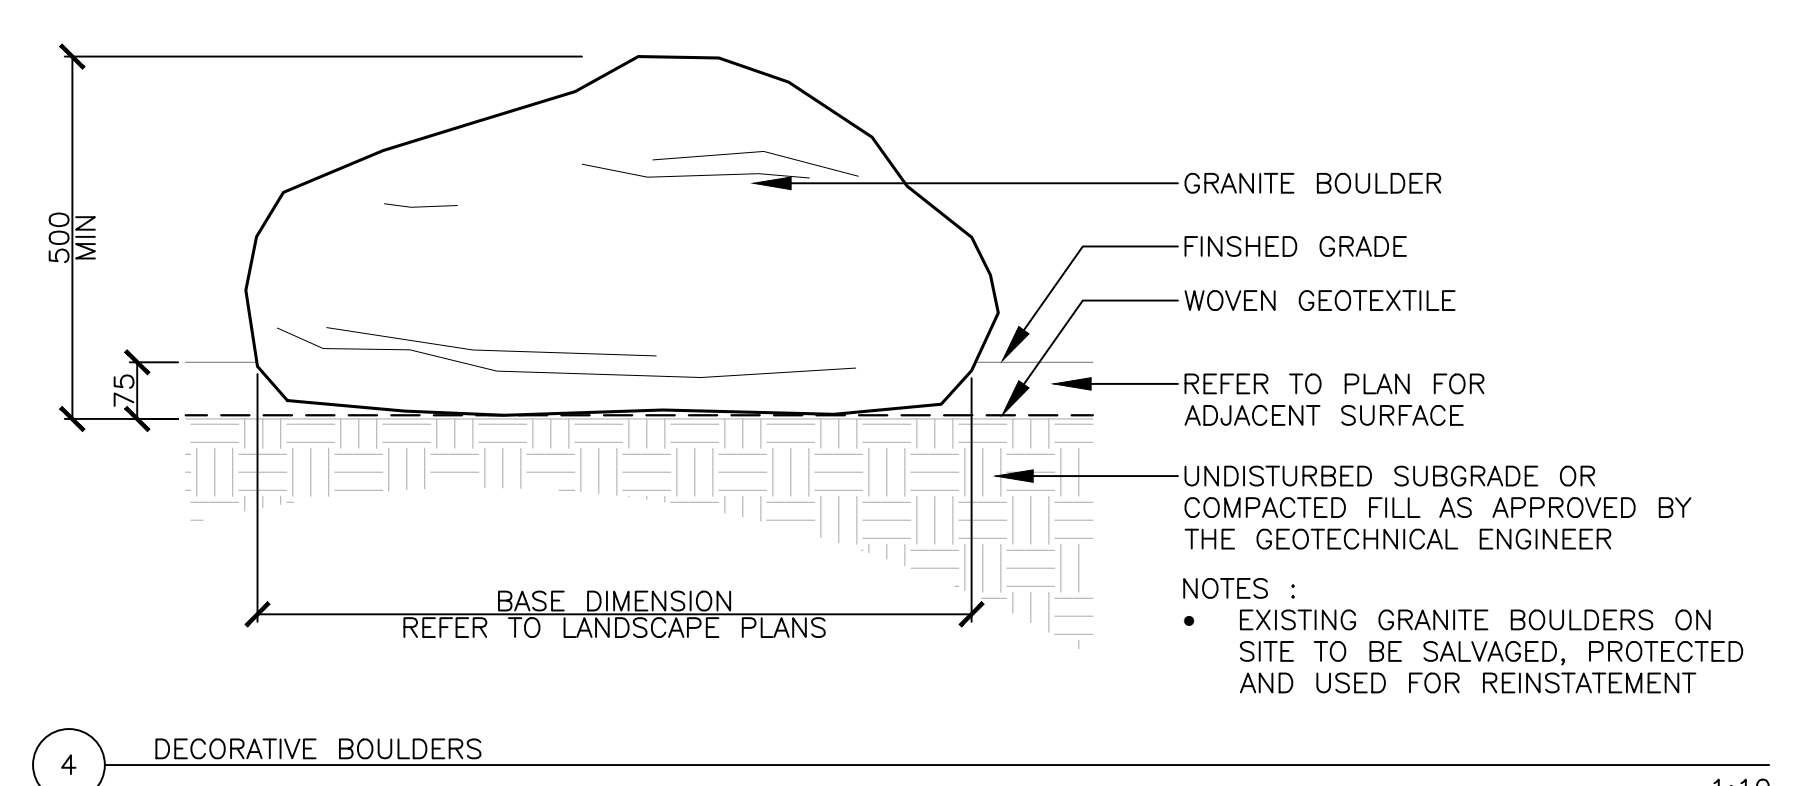 500
MIN
75
GRANITE BOULDER
FINSHED GRADE
WOVEN GEOTEXTILE
REFER TO PLAN FOR
ADJACENT SURFACE
UNDISTURBED SUBGRADE OR
COMPACTED FILL AS APPROVED BY
THE GEOTECHNICAL ENGINEER
BASE DIMENSION
REFER TO LANDSCAPE PLANS
NOTES :
• EXISTING GRANITE BOULDERS ON
SITE TO BE SALVAGED, PROTECTED
AND USED FOR REINSTATEMENT
4
DECORATIVE BOULDERS
1:10